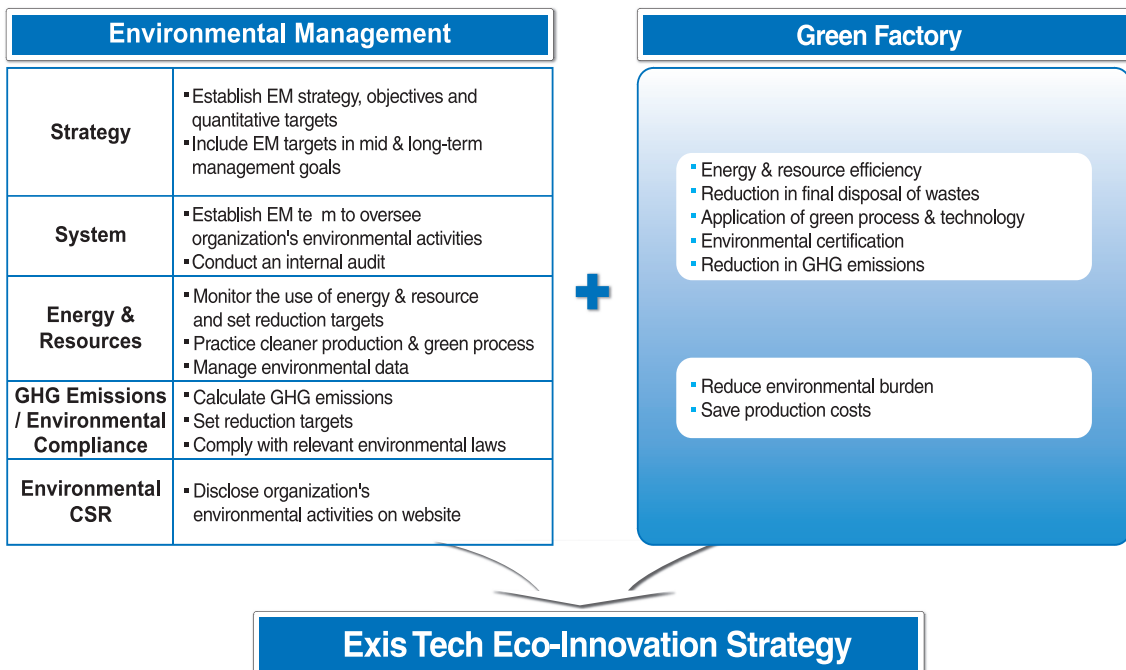 Environmental Management
Strategy
▪ Establish EM strategy, objectives and
quantitative targets
▪ Include EM targets in mid & long-term
management goals
System
▪ Establish EM te m to oversee
organization's environmental activities
▪ Conduct an internal audit
Energy &
Resources
▪ Monitor the use of energy & resource
and set reduction targets
▪ Practice cleaner production & green process
▪ Manage environmental data
GHG Emissions
/ Environmental
Compliance
▪ Calculate GHG emissions
▪ Set reduction targets
▪ Comply with relevant environmental laws
Environmental
CSR
▪ Disclose organization's
environmental activities on website
+
Green Factory
▪ Energy & resource efficiency
▪ Reduction in final disposal of wastes
▪ Application of green process & technology
▪ Environmental certification
▪ Reduction in GHG emissions
▪ Reduce environmental burden
▪ Save production costs
Exis Tech Eco-Innovation Strategy